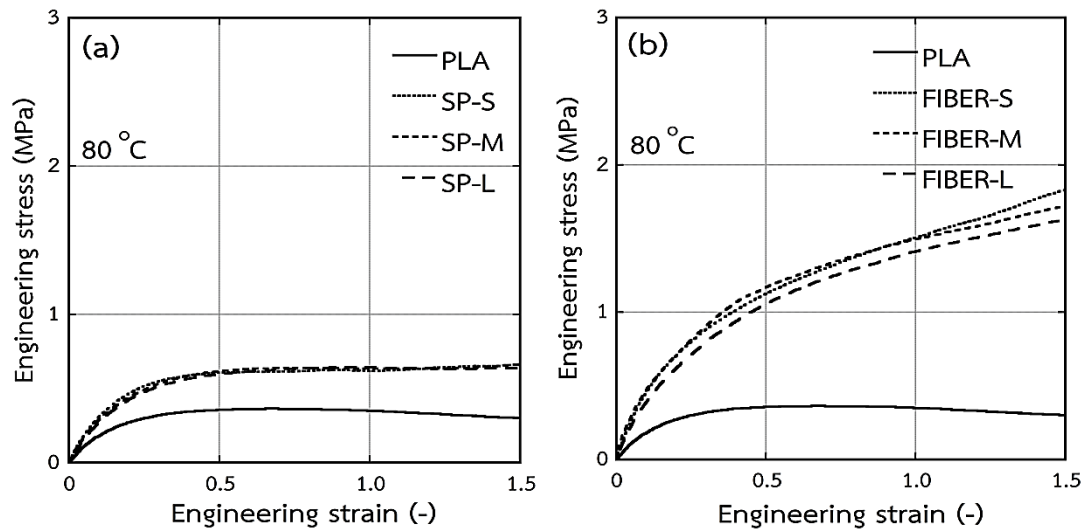 (a)
PLA
SP-S
SP-M
SP-L
80 °C
3
2
1
0
0
0.5
1.0
1.5
Engineering stress (MPa)
Engineering strain (-)
(b)
PLA
FIBER-S
FIBER-M
FIBER-L
80 °C
3
2
1
0
0
0.5
1.0
1.5
Engineering stress (MPa)
Engineering strain (-)